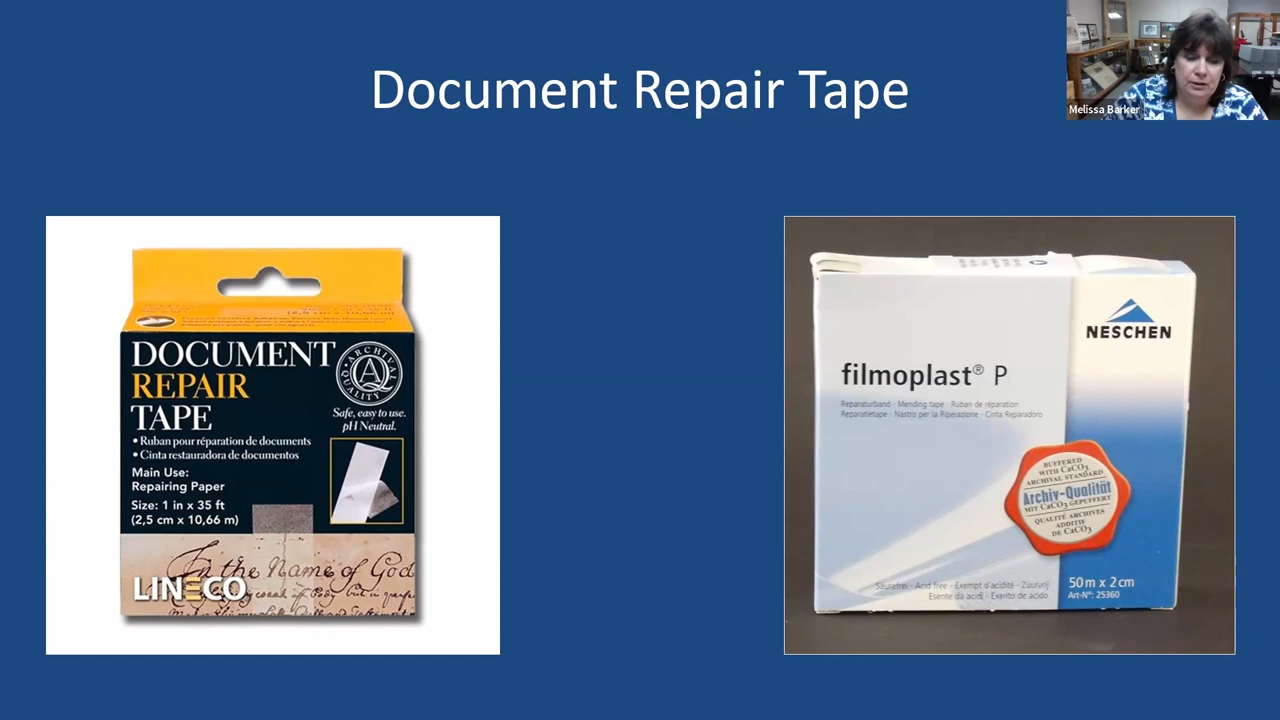 Document Repair Tape
Melissa Barker
DOCUMENT
REPAIR
TAPE
ARCHIVAL
QUALITY
AQ
Safe, easy to use.
pH Neutral.
• Ruban pour réparation de documents
• Cinta restauradora de documentos
Main Use:
Repairing Paper
Size: 1 in x 35 ft
(2,5 cm x 10,66 m)
In the Name of God
LINECO
NESCHEN
filmoplast® P
Reparaturband · Mending tape · Ruban de réparation
Reparatietape · Nastro per la Riperazione · Cinta Reparadoro
BUFFERED
WITH CaCO3
ARCHIVAL STANDARD
Archiv-Qualität
MIT CaCO3 GEPUFFERT
QUALITÉ ARCHIVES
ADDITIF
DE CaCO3
Säurefrei · Acid free · Exempt d'acidité · Zuurvrij
Esente da acidi · Exento de acido
50 m x 2 cm
Art-N°: 25360